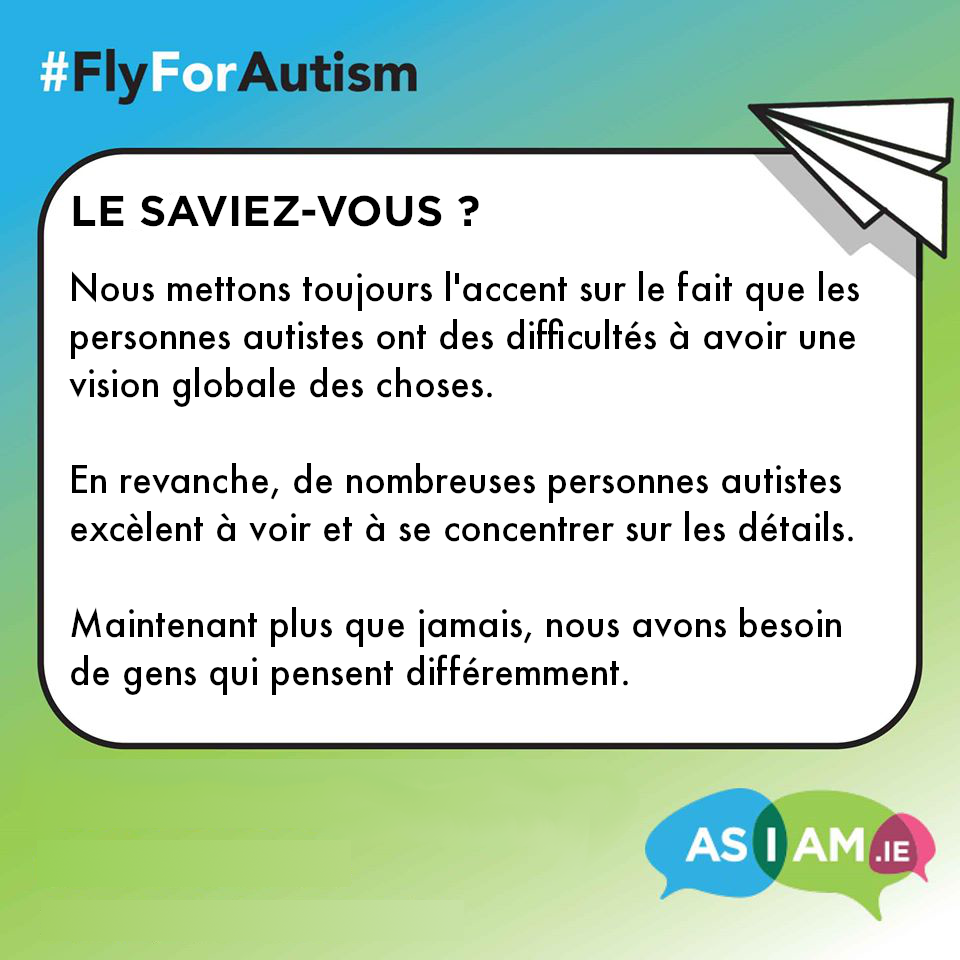 #FlyForAutism
LE SAVIEZ-VOUS ?
Nous mettons toujours l'accent sur le fait que les
personnes autistes ont des difficultés à avoir une
vision globale des choses.
En revanche, de nombreuses personnes autistes
excèlent à voir et à se concentrer sur les détails.
Maintenant plus que jamais, nous avons besoin
de gens qui pensent différemment.
AS I AM.IE